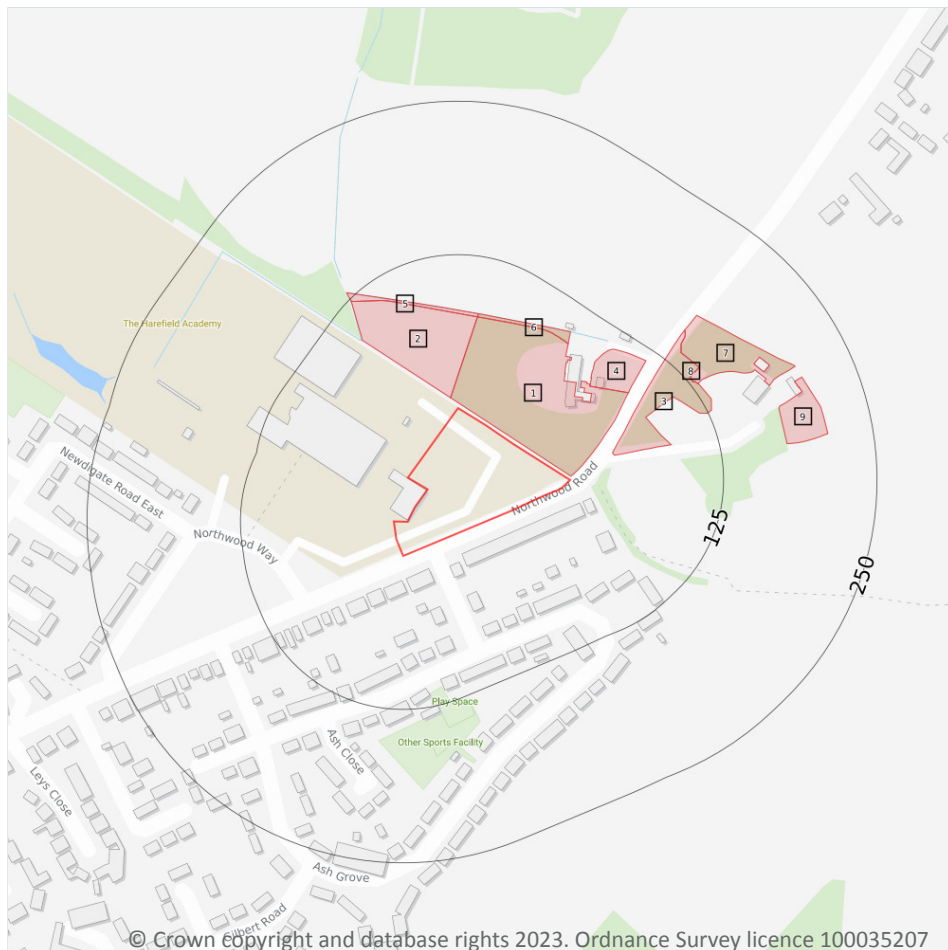 The Harefield Academy
5
6
2
7
8
4
1
3
9
Newdigate Road East
Northwood Road
Northwood Way
125
250
Play Space
Other Sports Facility
Ash Close
Leys Close
Ash Grove
Gilbert Road
© Crown copyright and database rights 2023. Ordnance Survey licence 100035207